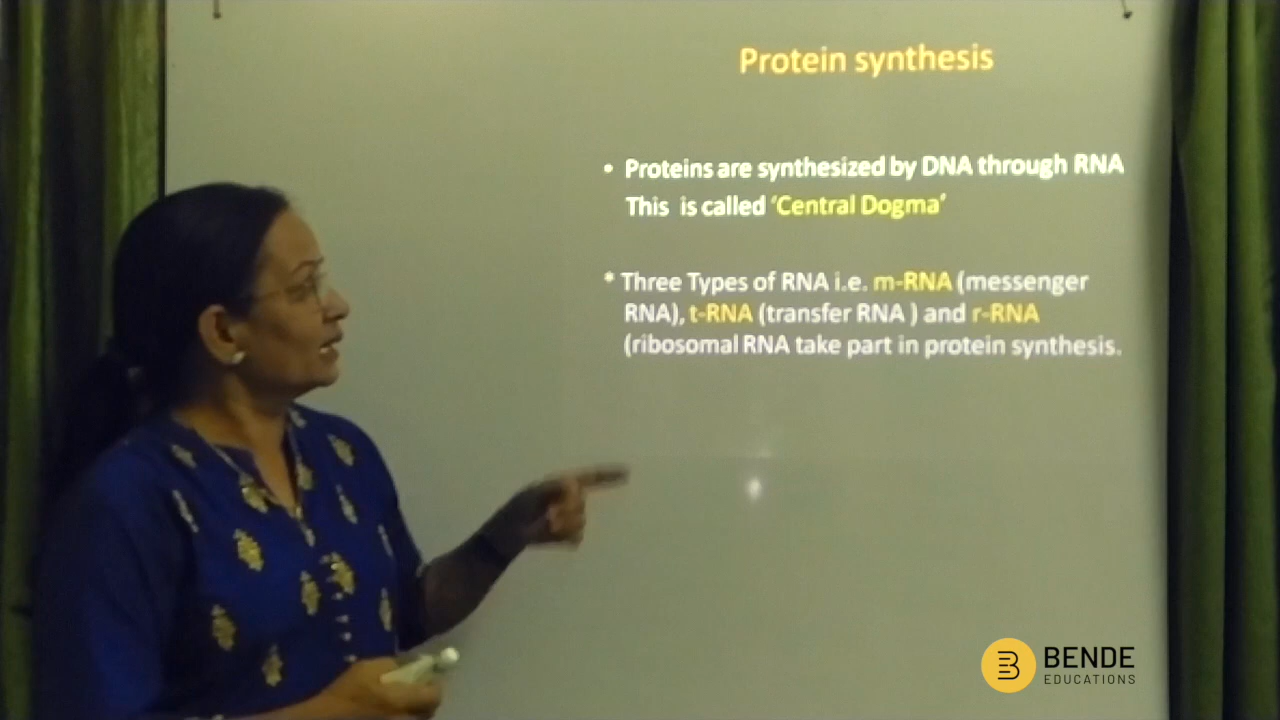 Protein synthesis
• Proteins are synthesized by DNA through RNA
This is called ‘Central Dogma’
* Three Types of RNA i.e. m-RNA (messenger
RNA), t-RNA (transfer RNA ) and r-RNA
(ribosomal RNA take part in protein synthesis.
BENDE
EDUCATIONS